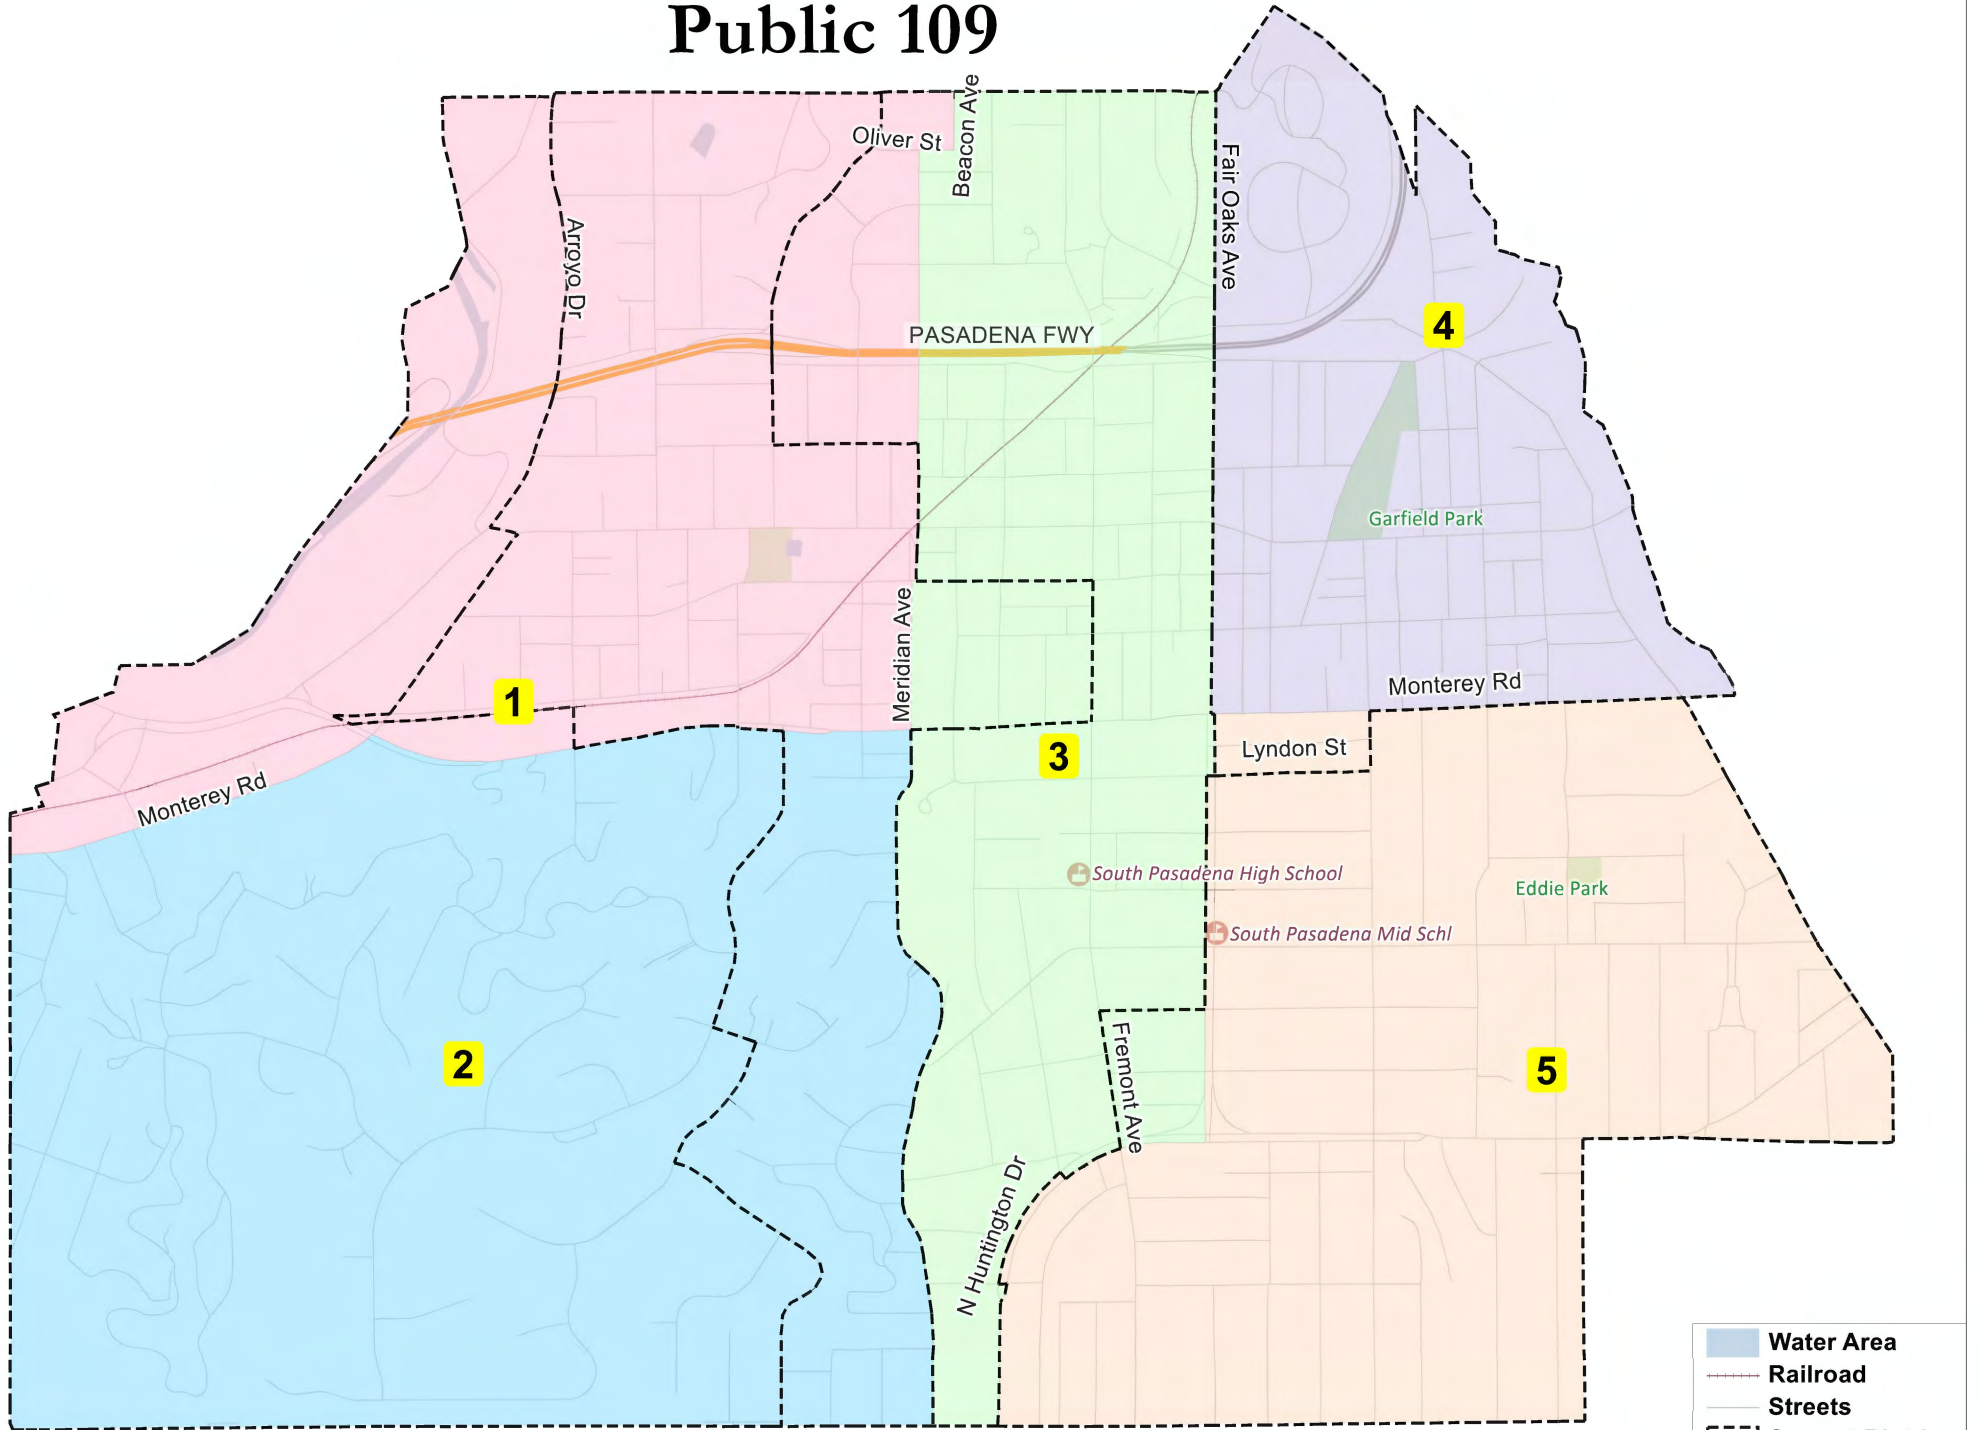 Public 109
Oliver St
Beacon Ave
Arroyo Dr
Fair Oaks Ave
PASADENA FWY
4
Garfield Park
Meridian Ave
Monterey Rd
1
3
Lyndon St
Monterey Rd
South Pasadena High School
Eddie Park
South Pasadena Mid Schl
2
5
Fremont Ave
N Huntington Dr
Water Area
Railroad
Streets